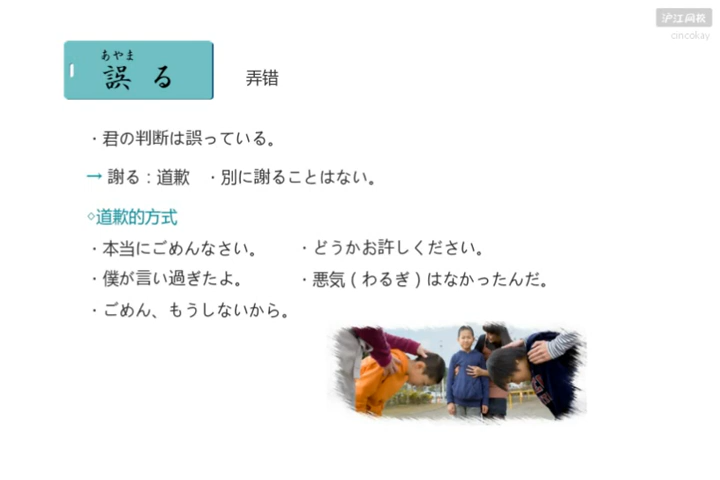 沪江网校
cincokay
あやま
誤る 弄错
・君の判断は誤っている。
→ 謝る：道歉 ・別に謝ることはない。
◇道歉的方式
・本当にごめんなさい。 ・どうかお許しください。
・僕が言い過ぎたよ。 ・悪気（わるぎ）はなかったんだ。
・ごめん、もうしないから。